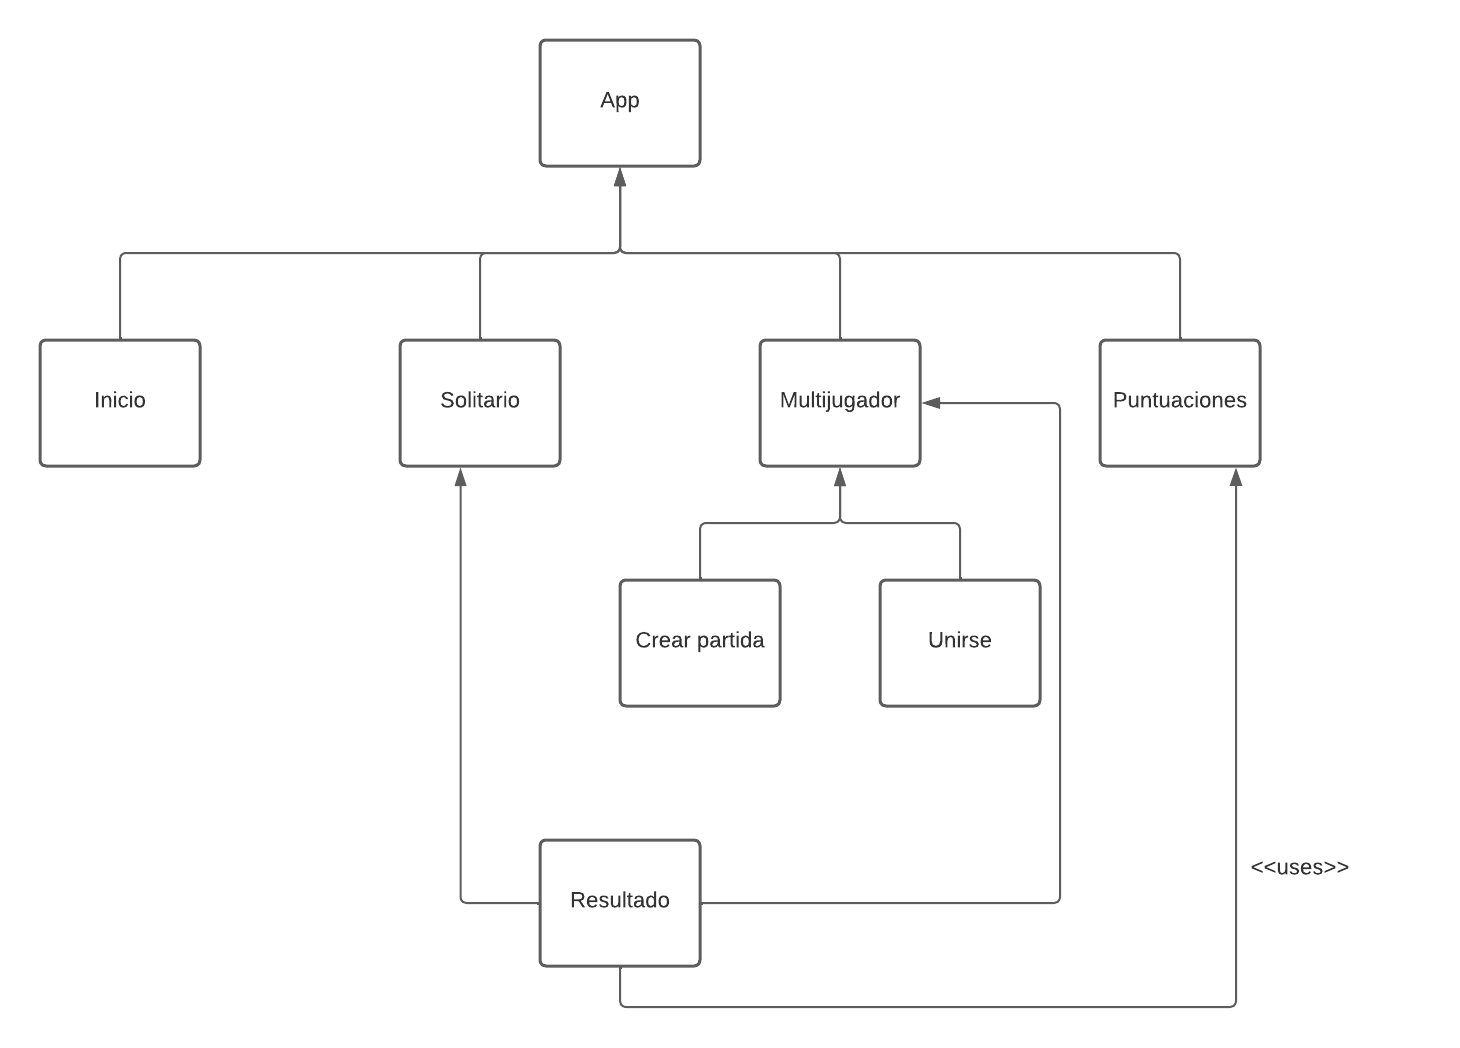 App
Inicio
Solitario
Multijugador
Puntuaciones
Crear partida
Unirse
<<uses>>
Resultado